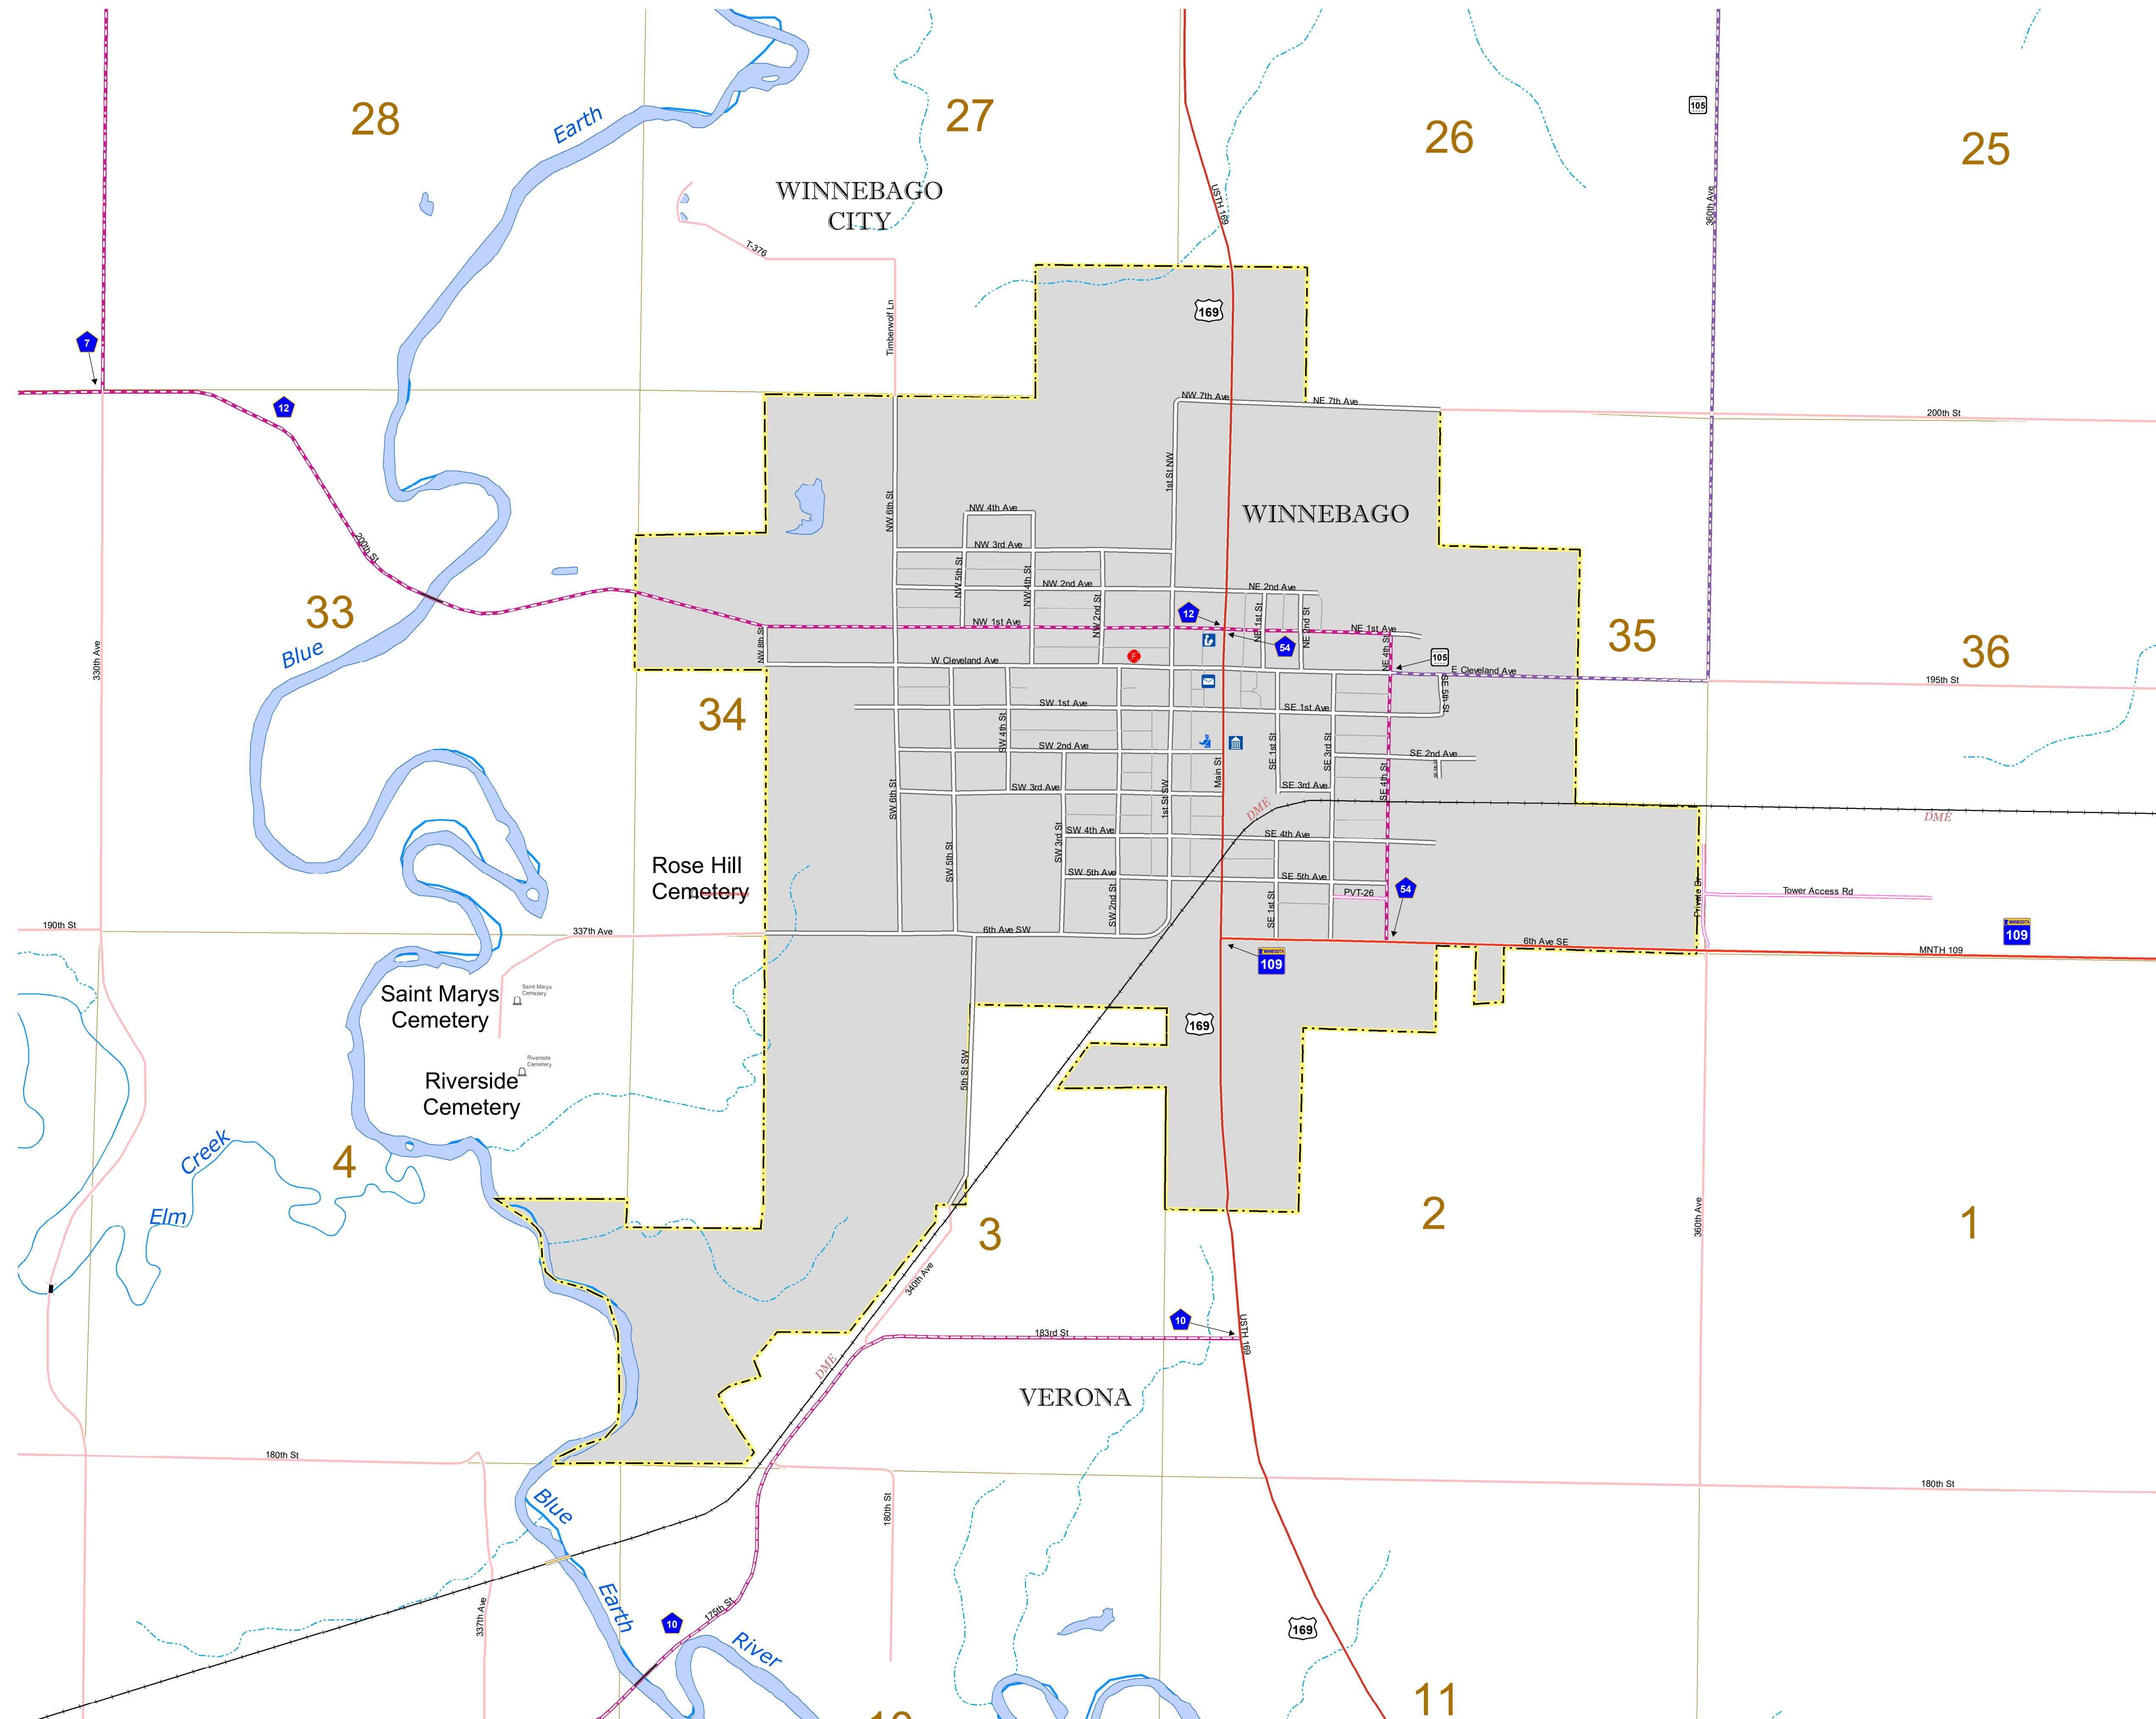 28
Earth
27
26
105
25
WINNEBAGO
CITY
USTH 169
360th Ave
T-376
Timberwolf Ln
169
7
12
200th St
NW 7th Ave
NE 7th Ave
200th St
NW 6th St
1st St NW
NW 4th Ave
WINNEBAGO
NW 3rd Ave
NW 5th St
NW 4th St
NW 2nd Ave
NW 2nd St
NE 2nd Ave
33
12
NE 1st St
NE 2nd St
NW 1st Ave
NE 1st Ave
NE 4th St
35
36
Blue
330th Ave
NW 8th St
F
54
105
W Cleveland Ave
E Cleveland Ave
195th St
34
SW 1st Ave
SE 1st Ave
SE 5th St
SW 4th St
SW 2nd Ave
SE 1st St
SE 3rd St
SE 2nd Ave
SW 6th St
SW 3rd Ave
1st St SW
Main St
SE 3rd Ave
SE 4th St
DME
DME
SW 5th St
SW 3rd St
SW 4th Ave
SE 4th Ave
Rose Hill
Cemetery
SW 5th Ave
SE 5th Ave
SW 2nd St
SE 1st St
PVT-26
54
Private Dr
Tower Access Rd
190th St
337th Ave
6th Ave SW
6th Ave SE
MINNESOTA
109
MNTH 109
MINNESOTA
109
Saint Marys
Cemetery
Saint Marys
Cemetery
169
Riverside
Cemetery
Riverside
Cemetery
5th St SW
Creek
4
Elm
3
2
1
360th Ave
340th Ave
10
183rd St
USTH 169
DME
VERONA
180th St
180th St
180th St
Blue
337th Ave
Earth
10
175th St
River
169
11